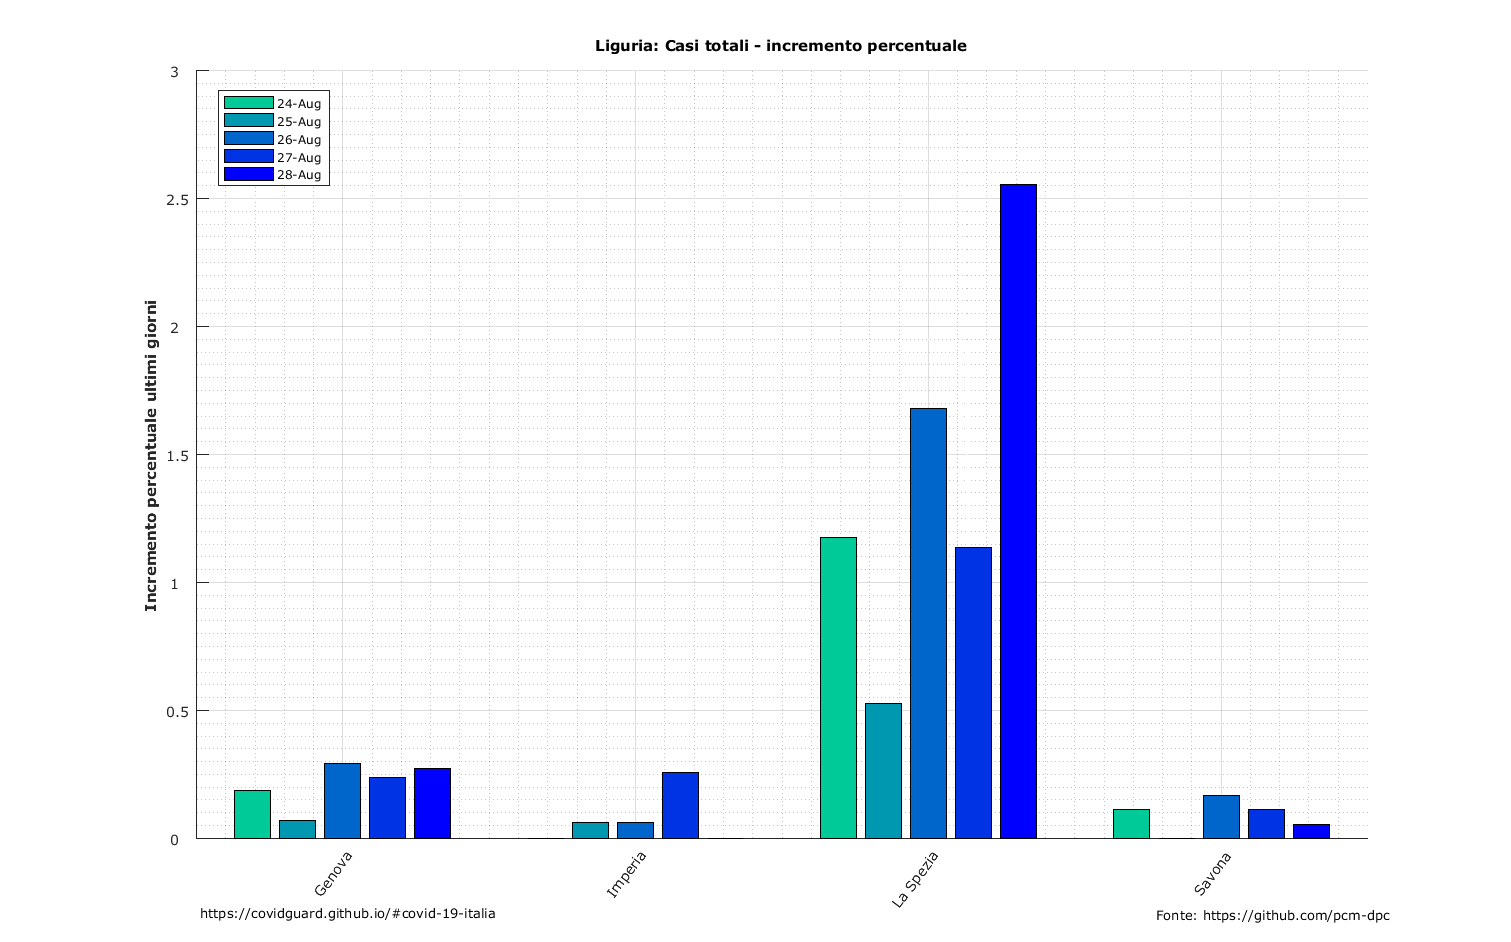 Liguria: Casi totali - incremento percentuale
3
2.5
2
1.5
1
0.5
0
Incremento percentuale ultimi giorni
24-Aug
25-Aug
26-Aug
27-Aug
28-Aug
Genova
Imperia
La Spezia
Savona
https://covidguard.github.io/#covid-19-italia
Fonte: https://github.com/pcm-dpc